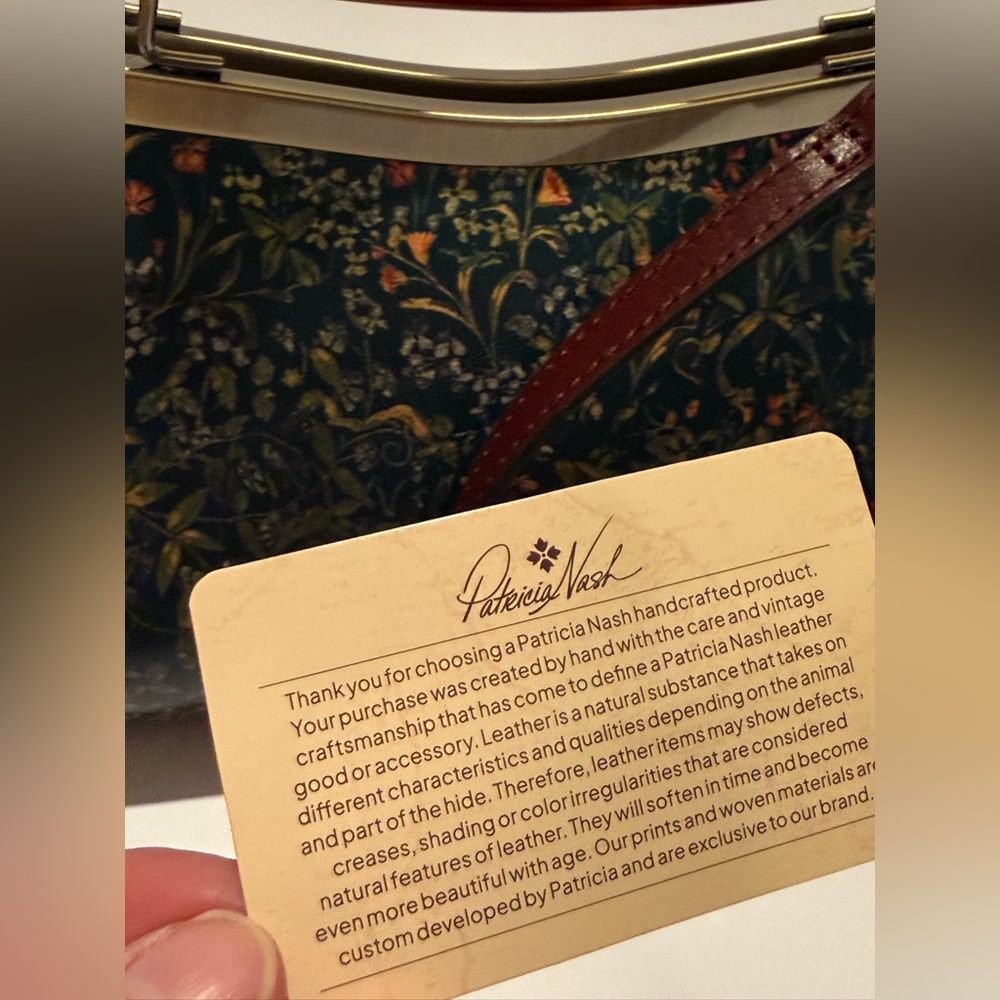 Patricia Nash
Thank you for choosing a Patricia Nash handcrafted product.
Your purchase was created by hand with the care and vintage
craftsmanship that has come to define a Patricia Nash leather
good or accessory. Leather is a natural substance that takes on
different characteristics and qualities depending on the animal
and part of the hide. Therefore, leather items may show defects,
creases, shading or color irregularities that are considered
natural features of leather. They will soften in time and become
even more beautiful with age. Our prints and woven materials are
custom developed by Patricia and are exclusive to our brand.